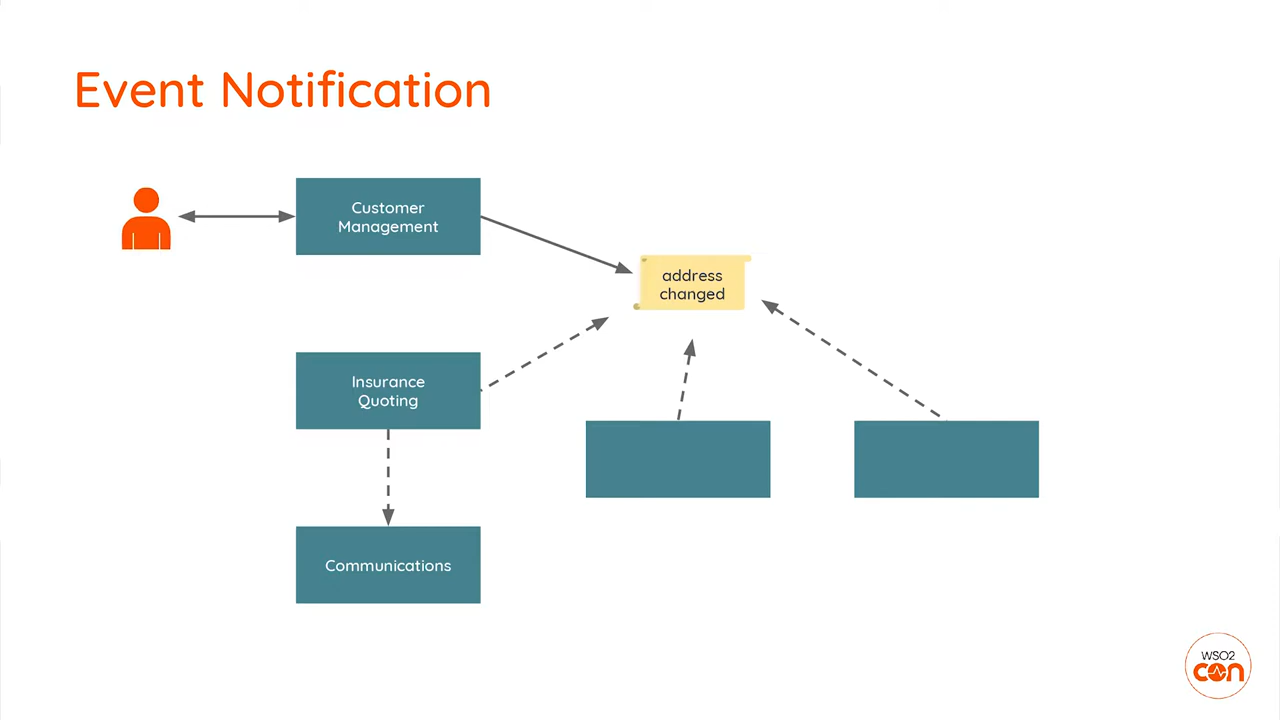 Event Notification
Customer
Management
address
changed
Insurance
Quoting
Communications
WSO2
con